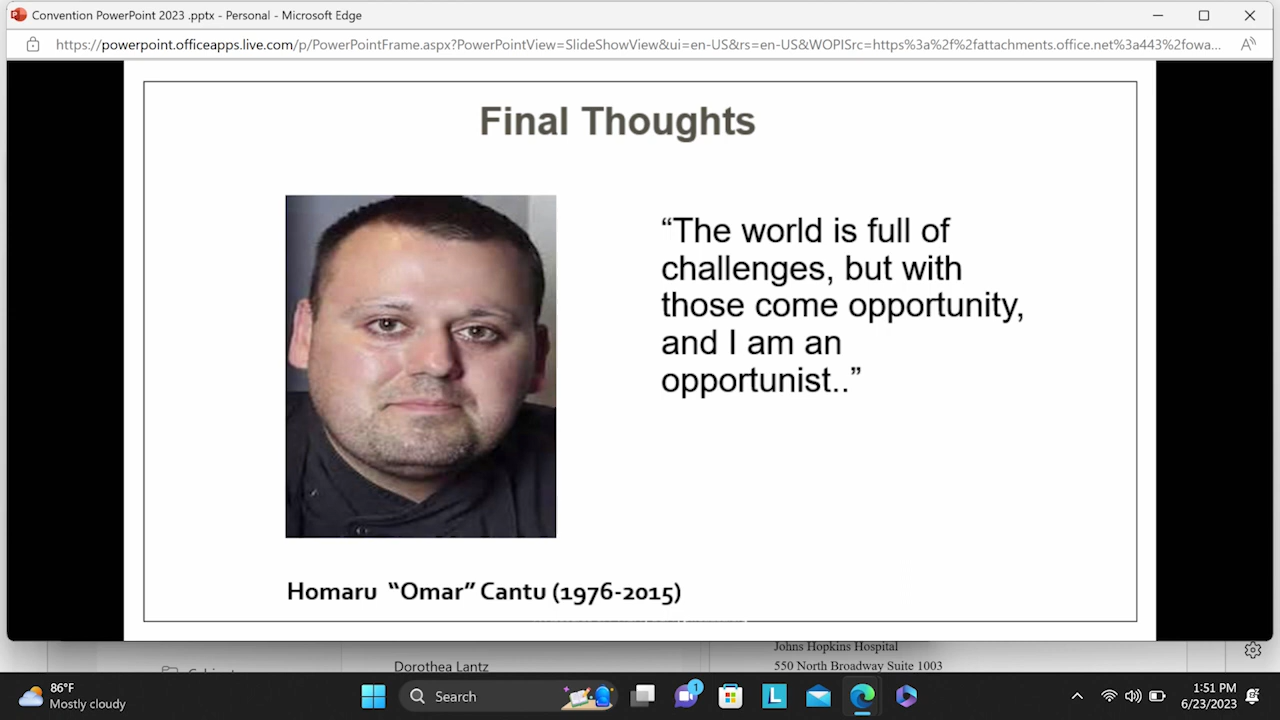 Convention PowerPoint 2023 .pptx - Personal - Microsoft Edge
https://powerpoint.officeapps.live.com/p/PowerPointFrame.aspx?PowerPointView=SlideShowView&ui=en-US&rs=en-US&WOPISrc=https%3a%2f%2fattachments.office.net%3a443%2fowa...
Final Thoughts
“The world is full of
challenges, but with
those come opportunity,
and I am an
opportunist..”
Homaru “Omar” Cantu (1976-2015)
Johns Hopkins Hospital
Dorothea Lantz
550 North Broadway Suite 1003
86°F
Mostly cloudy
Search
1
L
1:51 PM
6/23/2023